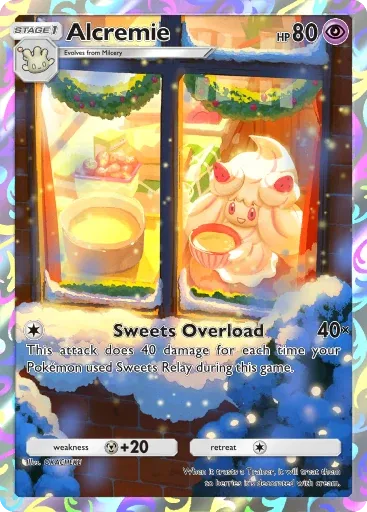 STAGE 1
Alcremie
HP 80
Evolves from Milcery
Sweets Overload 40×
This attack does 40 damage for each time your
Pokémon used Sweets Relay during this game.
weakness +20 retreat
Illus. OKACHEKE
When it trusts a Trainer, it will treat them
to berries it's decorated with cream.